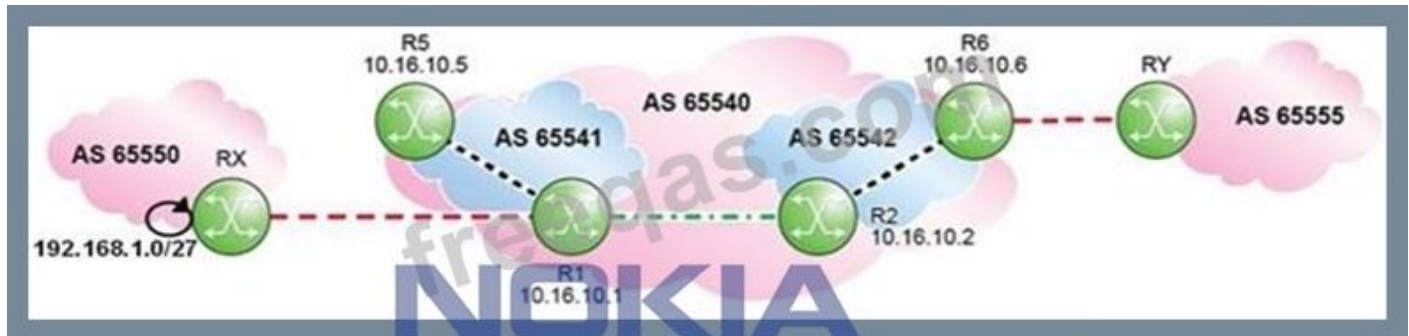 R5
10.16.10.5
R6
10.16.10.6
RY
AS 65540
AS 65550
RX
AS 65541
AS 65542
AS 65555
192.168.1.0/27
R1
10.16.10.1
R2
10.16.10.2
freeqas.com
NOKIA